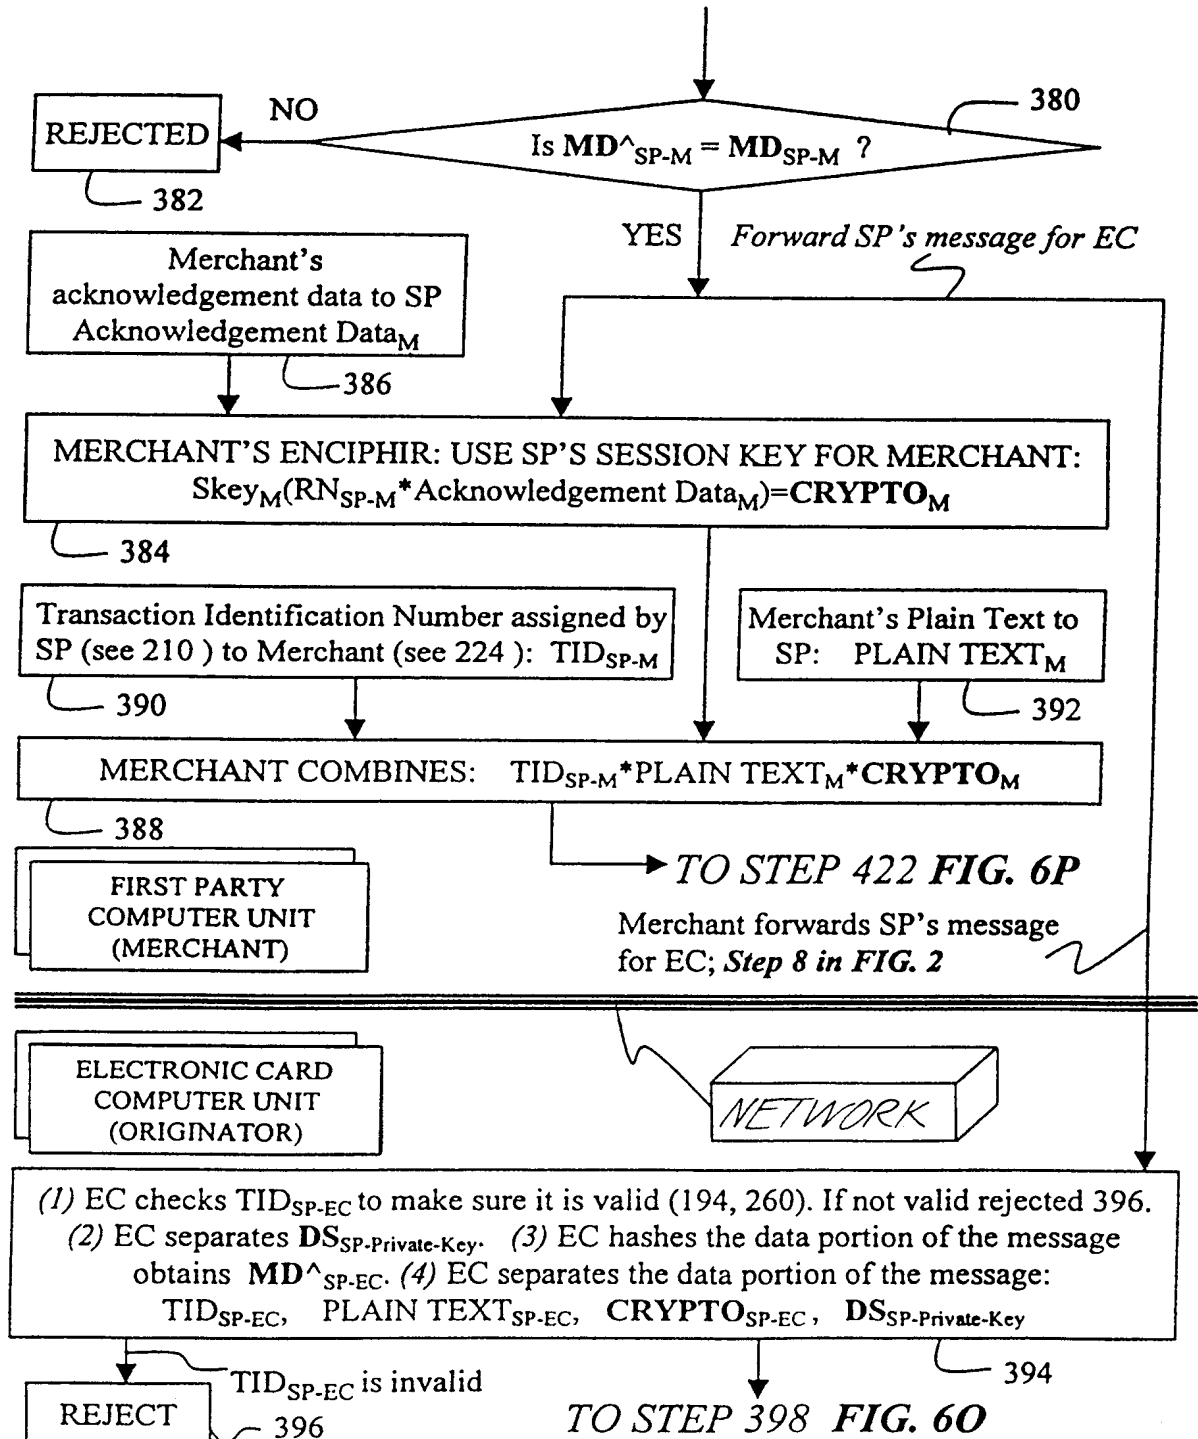 380
NO
REJECTED
Is MD^SP-M = MDSP-M ?
382
YES
Forward SP's message for EC
Merchant's
acknowledgement data to SP
Acknowledgement DataM
386
MERCHANT'S ENCIPHIR: USE SP'S SESSION KEY FOR MERCHANT:
SkeyM(RNSP-M*Acknowledgement DataM)=CRYPTOM
384
Transaction Identification Number assigned by
SP (see 210 ) to Merchant (see 224 ): TIDSP-M
390
Merchant's Plain Text to
SP: PLAIN TEXTM
392
MERCHANT COMBINES: TIDSP-M*PLAIN TEXTM*CRYPTOM
388
TO STEP 422 FIG. 6P
FIRST PARTY
COMPUTER UNIT
(MERCHANT)
Merchant forwards SP's message
for EC; Step 8 in FIG. 2
ELECTRONIC CARD
COMPUTER UNIT
(ORIGINATOR)
NETWORK
(1) EC checks TIDSP-EC to make sure it is valid (194, 260). If not valid rejected 396.
(2) EC separates DSSP-Private-Key. (3) EC hashes the data portion of the message
obtains MD^SP-EC. (4) EC separates the data portion of the message:
TIDSP-EC, PLAIN TEXTSP-EC, CRYPTOSP-EC, DSSP-Private-Key
394
TIDSP-EC is invalid
REJECT
396
TO STEP 398 FIG. 6O